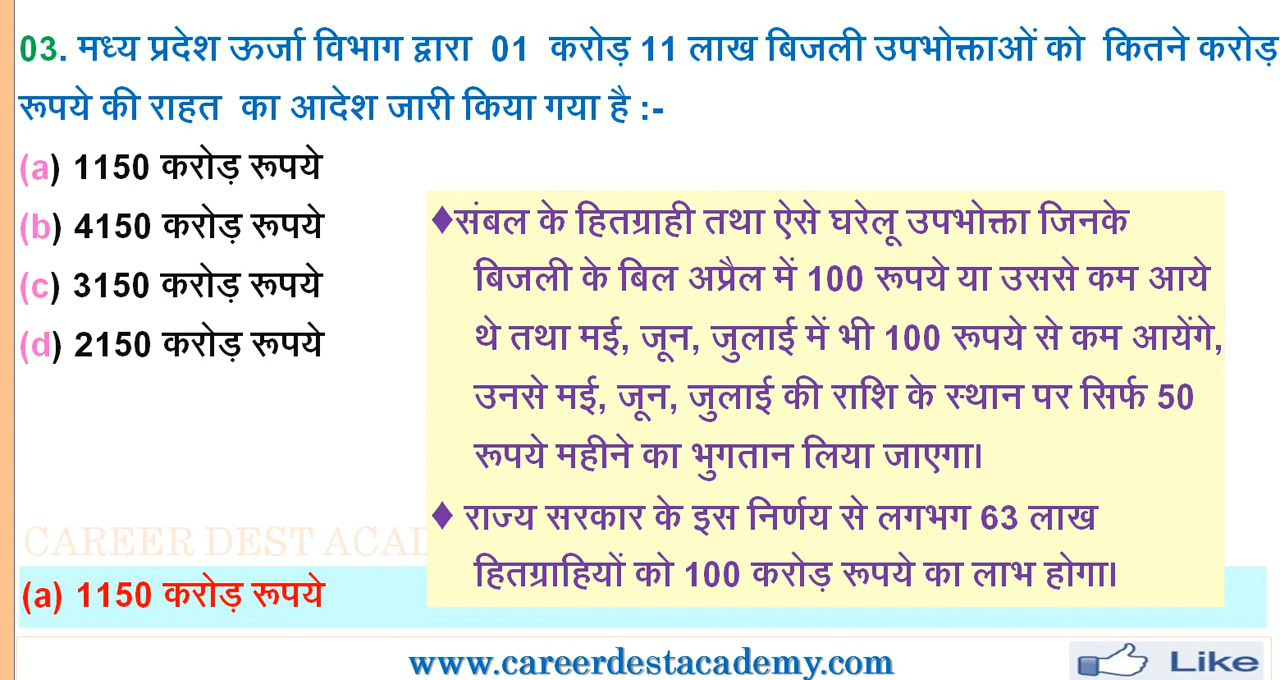 03. मध्य प्रदेश ऊर्जा विभाग द्वारा 01 करोड़ 11 लाख बिजली उपभोक्ताओं को कितने करोड़
रूपये की राहत का आदेश जारी किया गया है :-
(a) 1150 करोड़ रूपये
(b) 4150 करोड़ रूपये
(c) 3150 करोड़ रूपये
(d) 2150 करोड़ रूपये
♦संबल के हितग्राही तथा ऐसे घरेलू उपभोक्ता जिनके
बिजली के बिल अप्रैल में 100 रूपये या उससे कम आये
थे तथा मई, जून, जुलाई में भी 100 रूपये से कम आयेंगे,
उनसे मई, जून, जुलाई की राशि के स्थान पर सिर्फ 50
रूपये महीने का भुगतान लिया जाएगा।
♦ राज्य सरकार के इस निर्णय से लगभग 63 लाख
हितग्राहियों को 100 करोड़ रूपये का लाभ होगा।
CAREER DEST ACAD
(a) 1150 करोड़ रूपये
www.careerdestacademy.com
Like